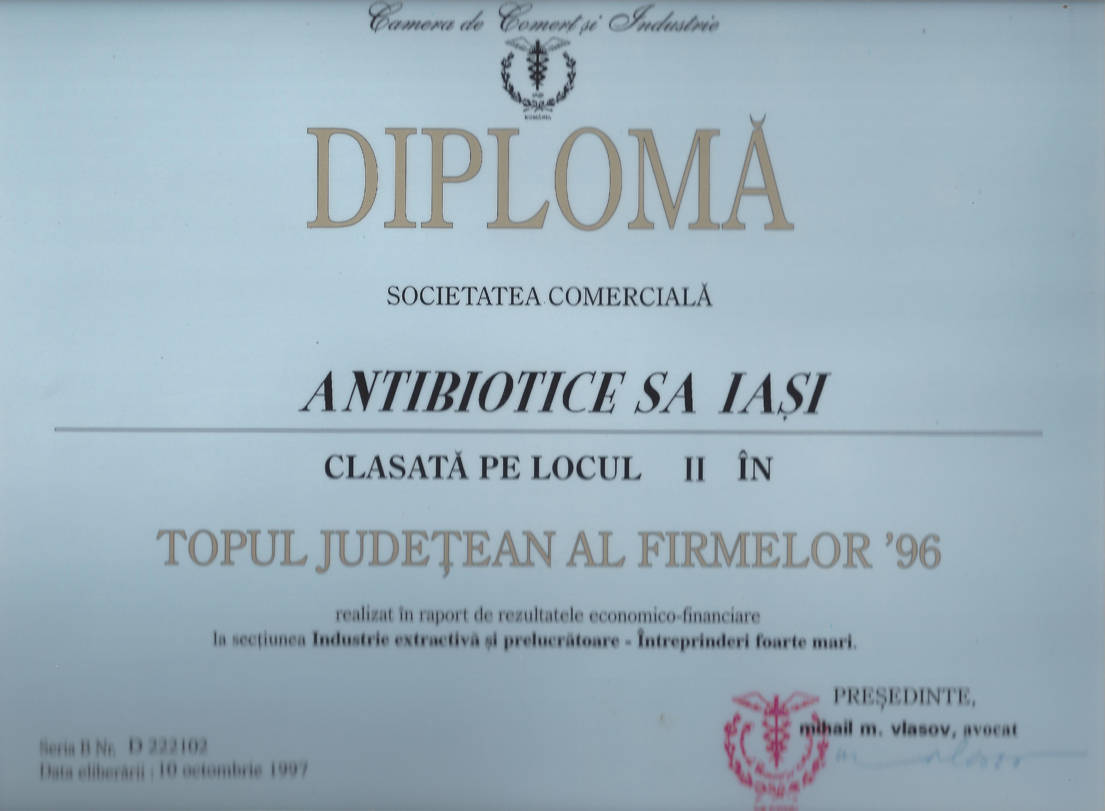 Camera de Comerț și Industrie
ROMÂNIA
DIPLOMĂ
SOCIETATEA COMERCIALĂ
ANTIBIOTICE SA IAȘI
CLASATĂ PE LOCUL II ÎN
TOPUL JUDEȚEAN AL FIRMELOR '96
realizat în raport de rezultatele economico-financiare
la secțiunea Industrie extractivă și prelucrătoare - Întreprinderi foarte mari.
PREȘEDINTE,
mihail m. vlasov, avocat
Seria B Nr. D 222102
Data eliberării : 10 octombrie 1997